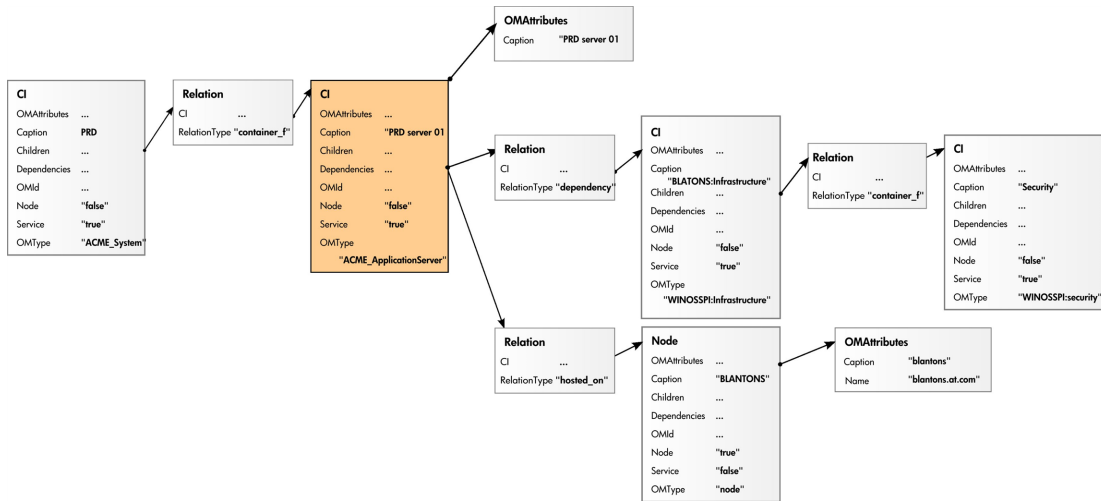 OMAttributes
Caption "PRD server 01
CI
OMAttributes ...
Caption PRD
Children ...
Dependencies ...
OMId ...
Node "false"
Service "true"
OMType "ACME_System"
Relation
CI ...
RelationType "container_f"
CI
OMAttributes ...
Caption "PRD server 01
Children ...
Dependencies ...
OMId ...
Node "false"
Service "true"
OMType
"ACME_ApplicationServer"
Relation
CI ...
RelationType "dependency"
CI
OMAttributes ...
Caption
"BLATONS:Infrastructure"
Children ...
Dependencies ...
OMId ...
Node "false"
Service "true"
OMType
"WINOSSPI:Infrastructure"
Relation
CI ...
RelationType "container_f"
CI
OMAttributes ...
Caption "Security"
Children ...
Dependencies ...
OMId ...
Node "false"
Service "true"
OMType "WINOSSPI:security"
Relation
CI ...
RelationType "hosted_on"
Node
OMAttributes ...
Caption "BLANTONS"
Children ...
Dependencies ...
OMId ...
Node "true"
Service "false"
OMType "node"
OMAttributes
Caption "blantons"
Name "blantons.at.com"